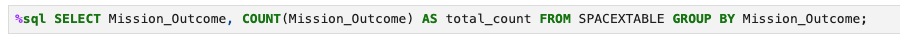 %sql SELECT Mission_Outcome, COUNT(Mission_Outcome) AS total_count FROM SPACEXTABLE GROUP BY Mission_Outcome;